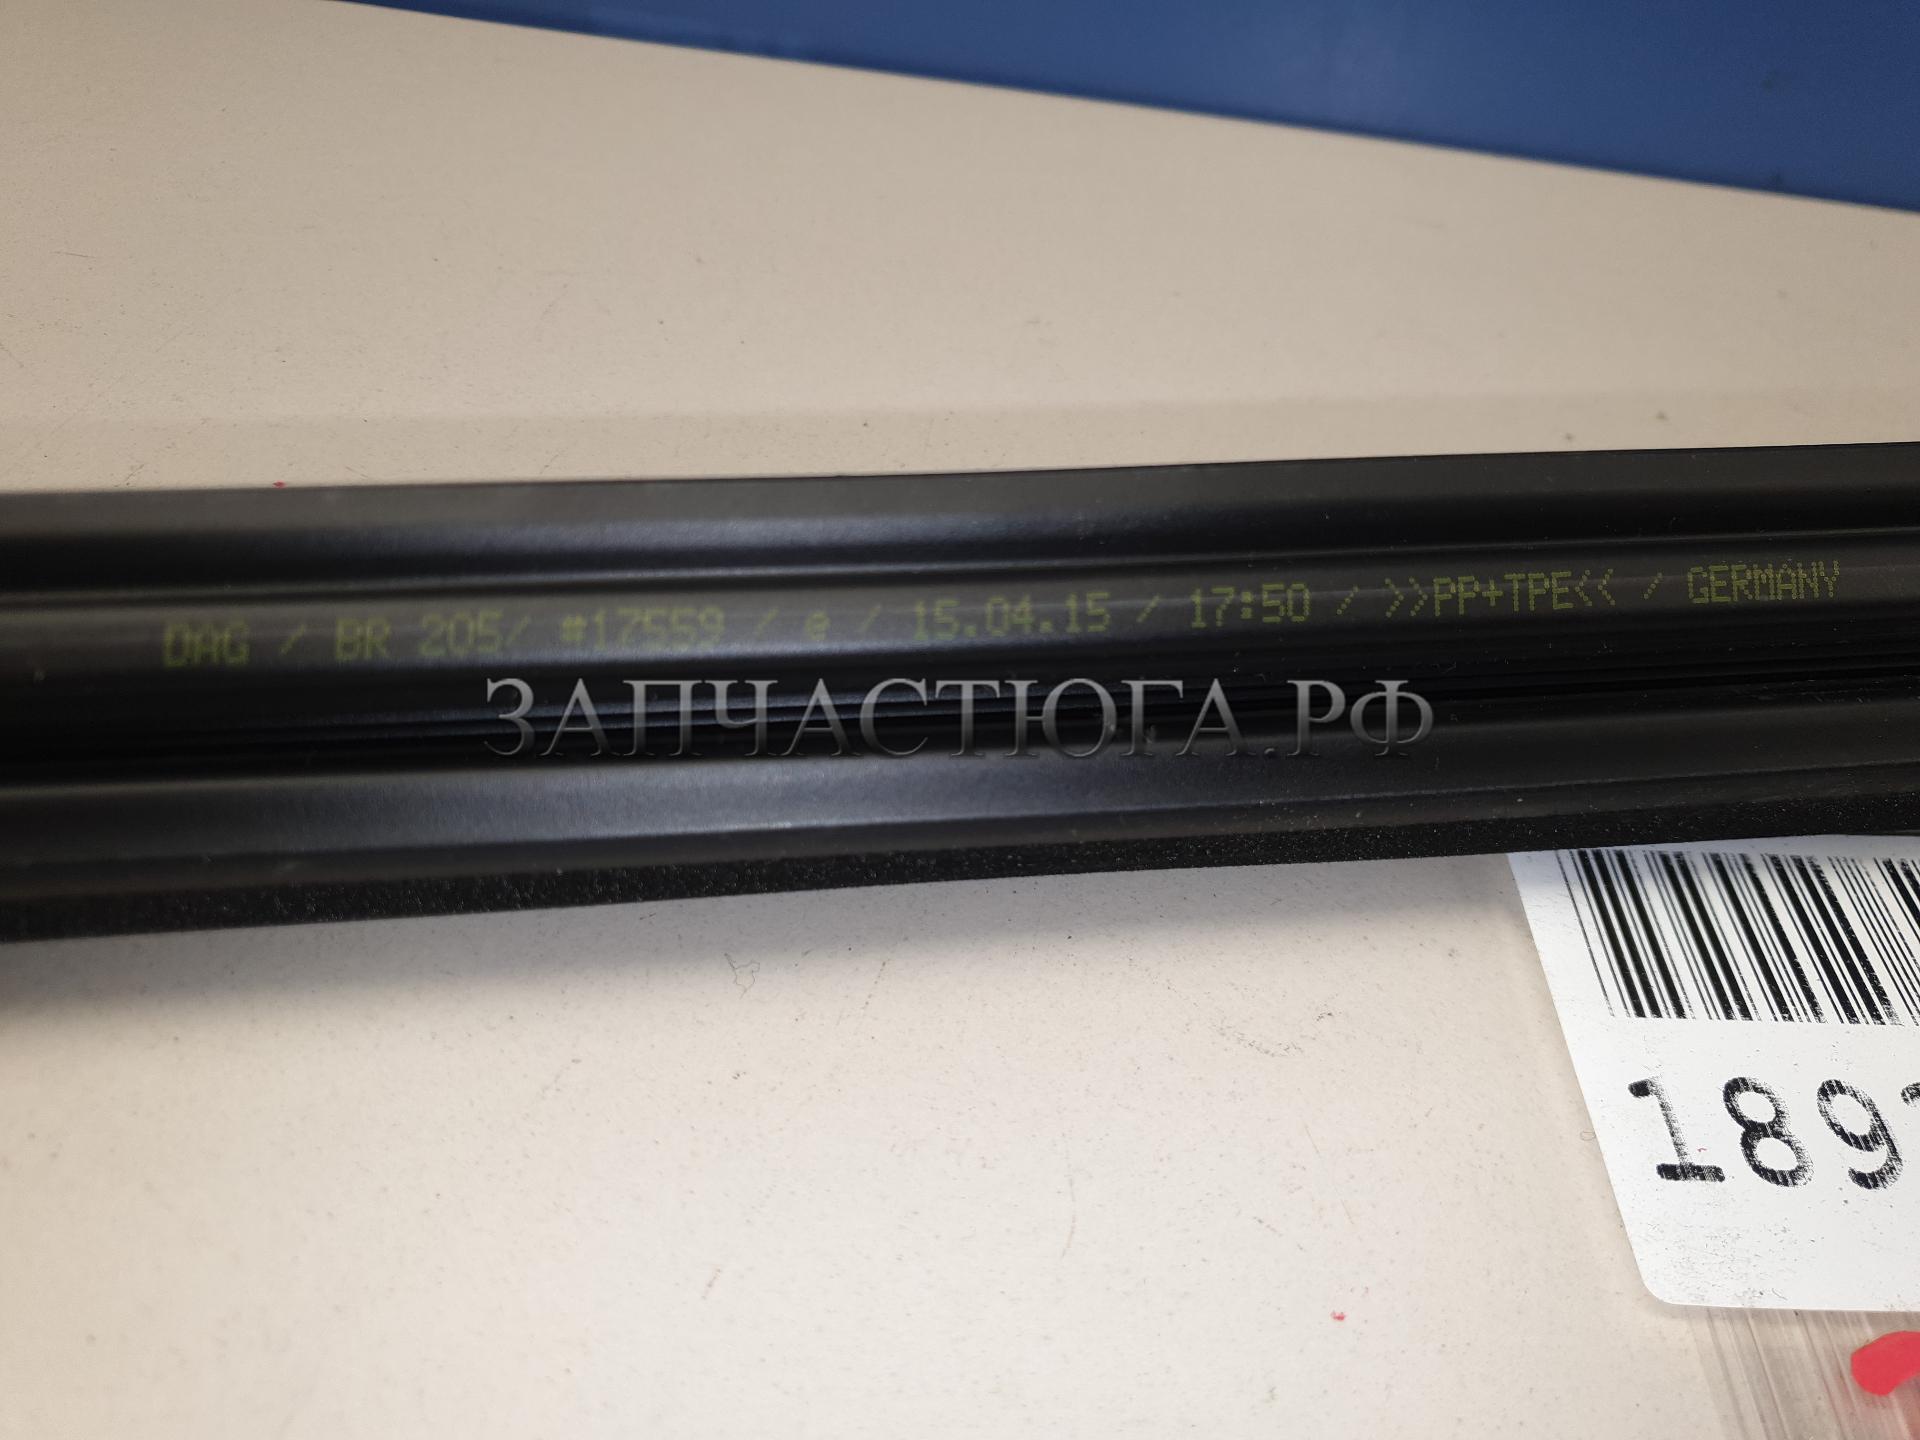 DAG / BR 205/ #17559 / e / 15.04.15 / 17:50 / >>PP+TPE<< / GERMANY
ЗАПЧАСТЮГА.РФ
189